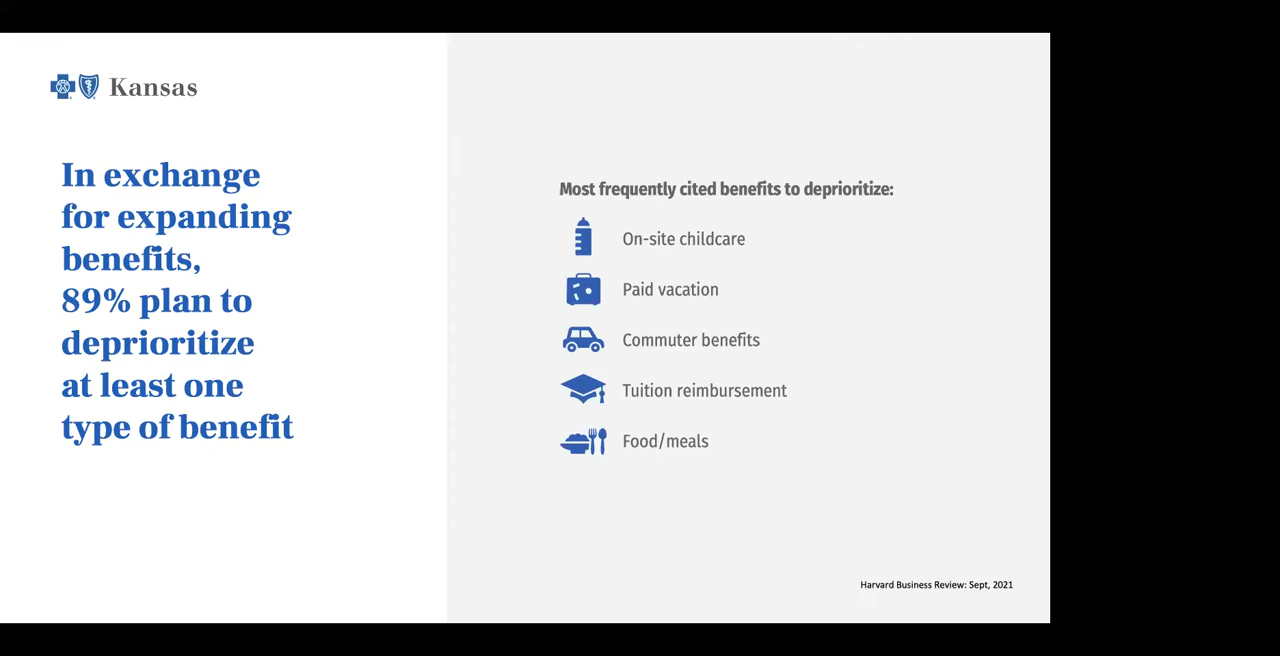 Kansas
In exchange
for expanding
benefits,
89% plan to
deprioritize
at least one
type of benefit
Most frequently cited benefits to deprioritize:
On-site childcare
Paid vacation
Commuter benefits
Tuition reimbursement
Food/meals
Harvard Business Review: Sept, 2021